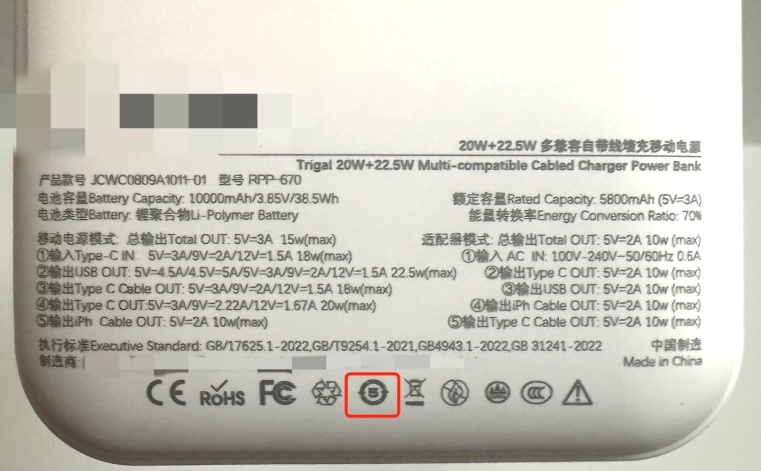 20W+22.5W 多兼容自带线墙充移动电源
Trigal 20W+22.5W Multi-compatible Cabled Charger Power Bank
产品款号 JCWC0809A1011-01 型号 RPP-670
电池容量Battery Capacity: 10000mAh/3.85V/38.5Wh
额定容量Rated Capacity: 5800mAh (5V=3A)
电池类型Battery: 锂聚合物Li-Polymer Battery
能量转换率Energy Conversion Ratio: 70%
移动电源模式: 总输出Total OUT: 5V=3A 15w(max)
①输入Type-C IN: 5V=3A/9V=2A/12V=1.5A 18w(max)
②输出USB OUT: 5V=4.5A/4.5V=5A/5V=3A/9V=2A/12V=1.5A 22.5w(max)
③输出Type C Cable OUT: 5V=3A/9V=2A/12V=1.5A 18w(max)
④输出Type C OUT:5V=3A/9V=2.22A/12V=1.67A 20w(max)
⑤输出iPh Cable OUT: 5V=2A 10w(max)
适配器模式: 总输出Total OUT: 5V=2A 10w (max)
①输入 AC IN: 100V-240V~50/60Hz 0.6A
②输出Type C OUT: 5V=2A 10w (max)
③输出USB OUT: 5V=2A 10w (max)
④输出iPh Cable OUT: 5V=2A 10w (max)
⑤输出Type C Cable OUT: 5V=2A 10w (max)
执行标准Executive Standard: GB/17625.1-2022,GB/T9254.1-2021,GB4943.1-2022,GB 31241-2022
中国制造
制造商:
Made in China
CE RoHS FC 5 CCC